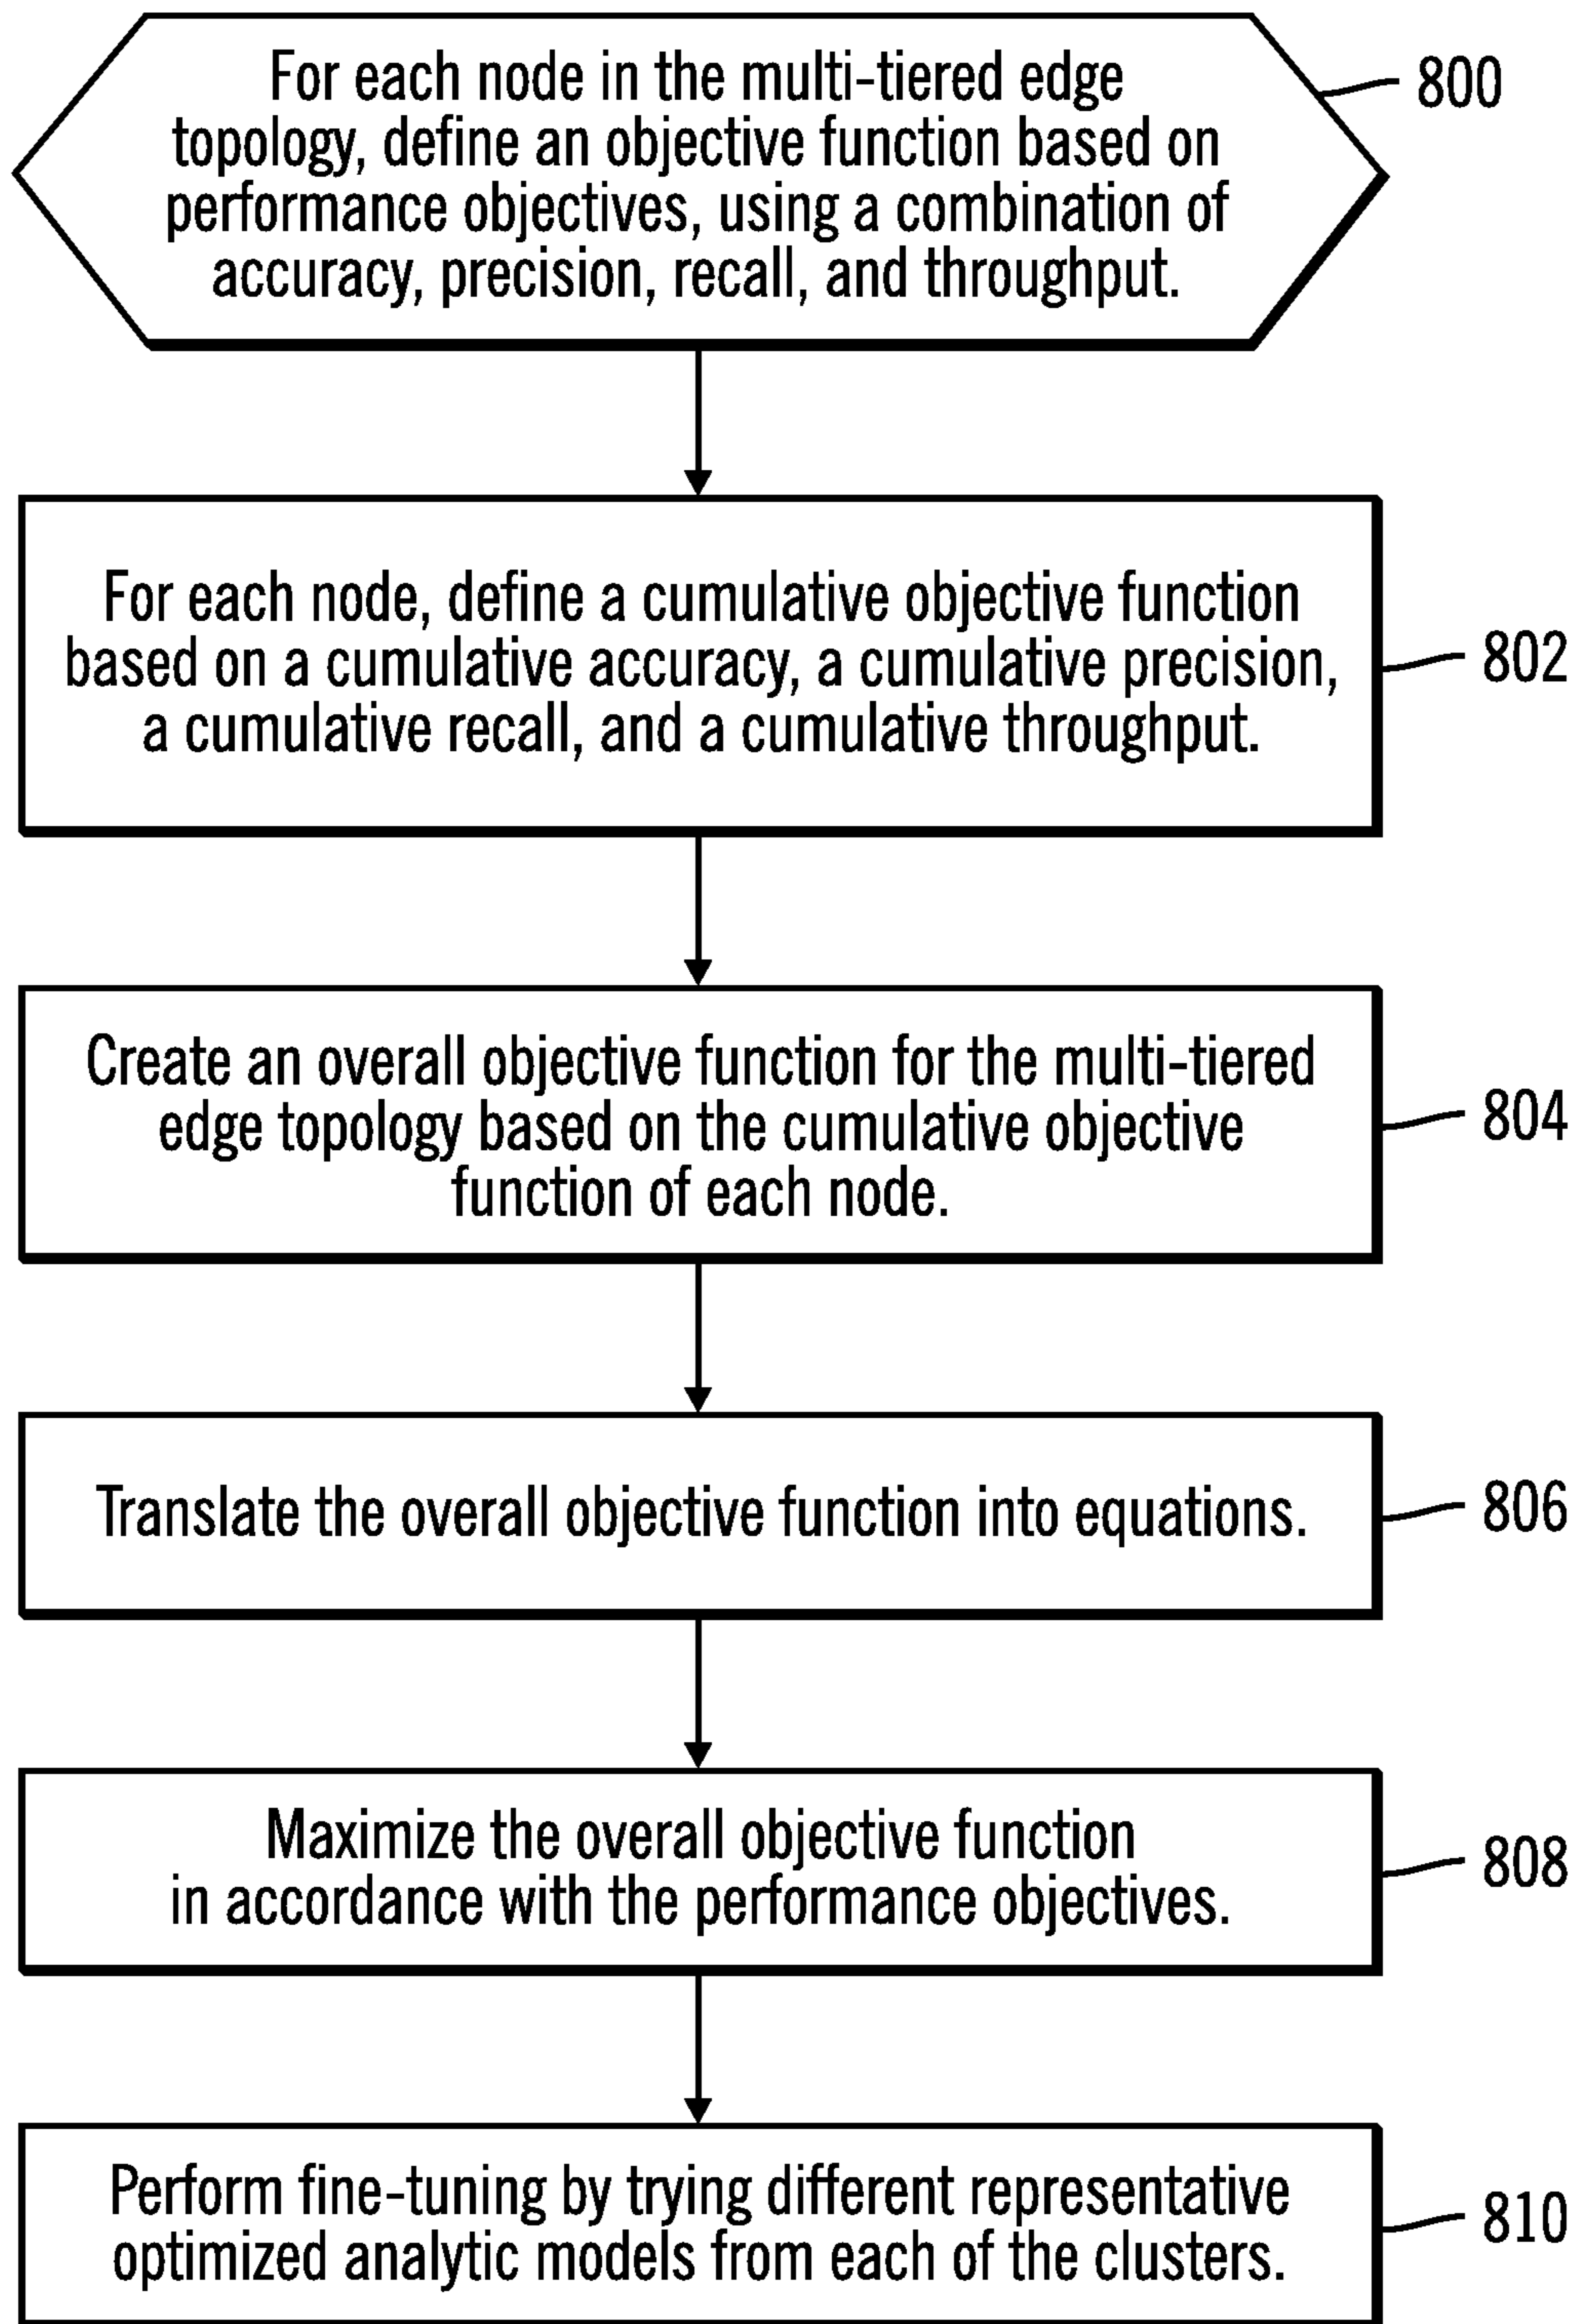 For each node in the multi-tiered edge
topology, define an objective function based on
performance objectives, using a combination of
accuracy, precision, recall, and throughput.
800
For each node, define a cumulative objective function
based on a cumulative accuracy, a cumulative precision,
a cumulative recall, and a cumulative throughput.
802
Create an overall objective function for the multi-tiered
edge topology based on the cumulative objective
function of each node.
804
Translate the overall objective function into equations.
806
Maximize the overall objective function
in accordance with the performance objectives.
808
Perform fine-tuning by trying different representative
optimized analytic models from each of the clusters.
810